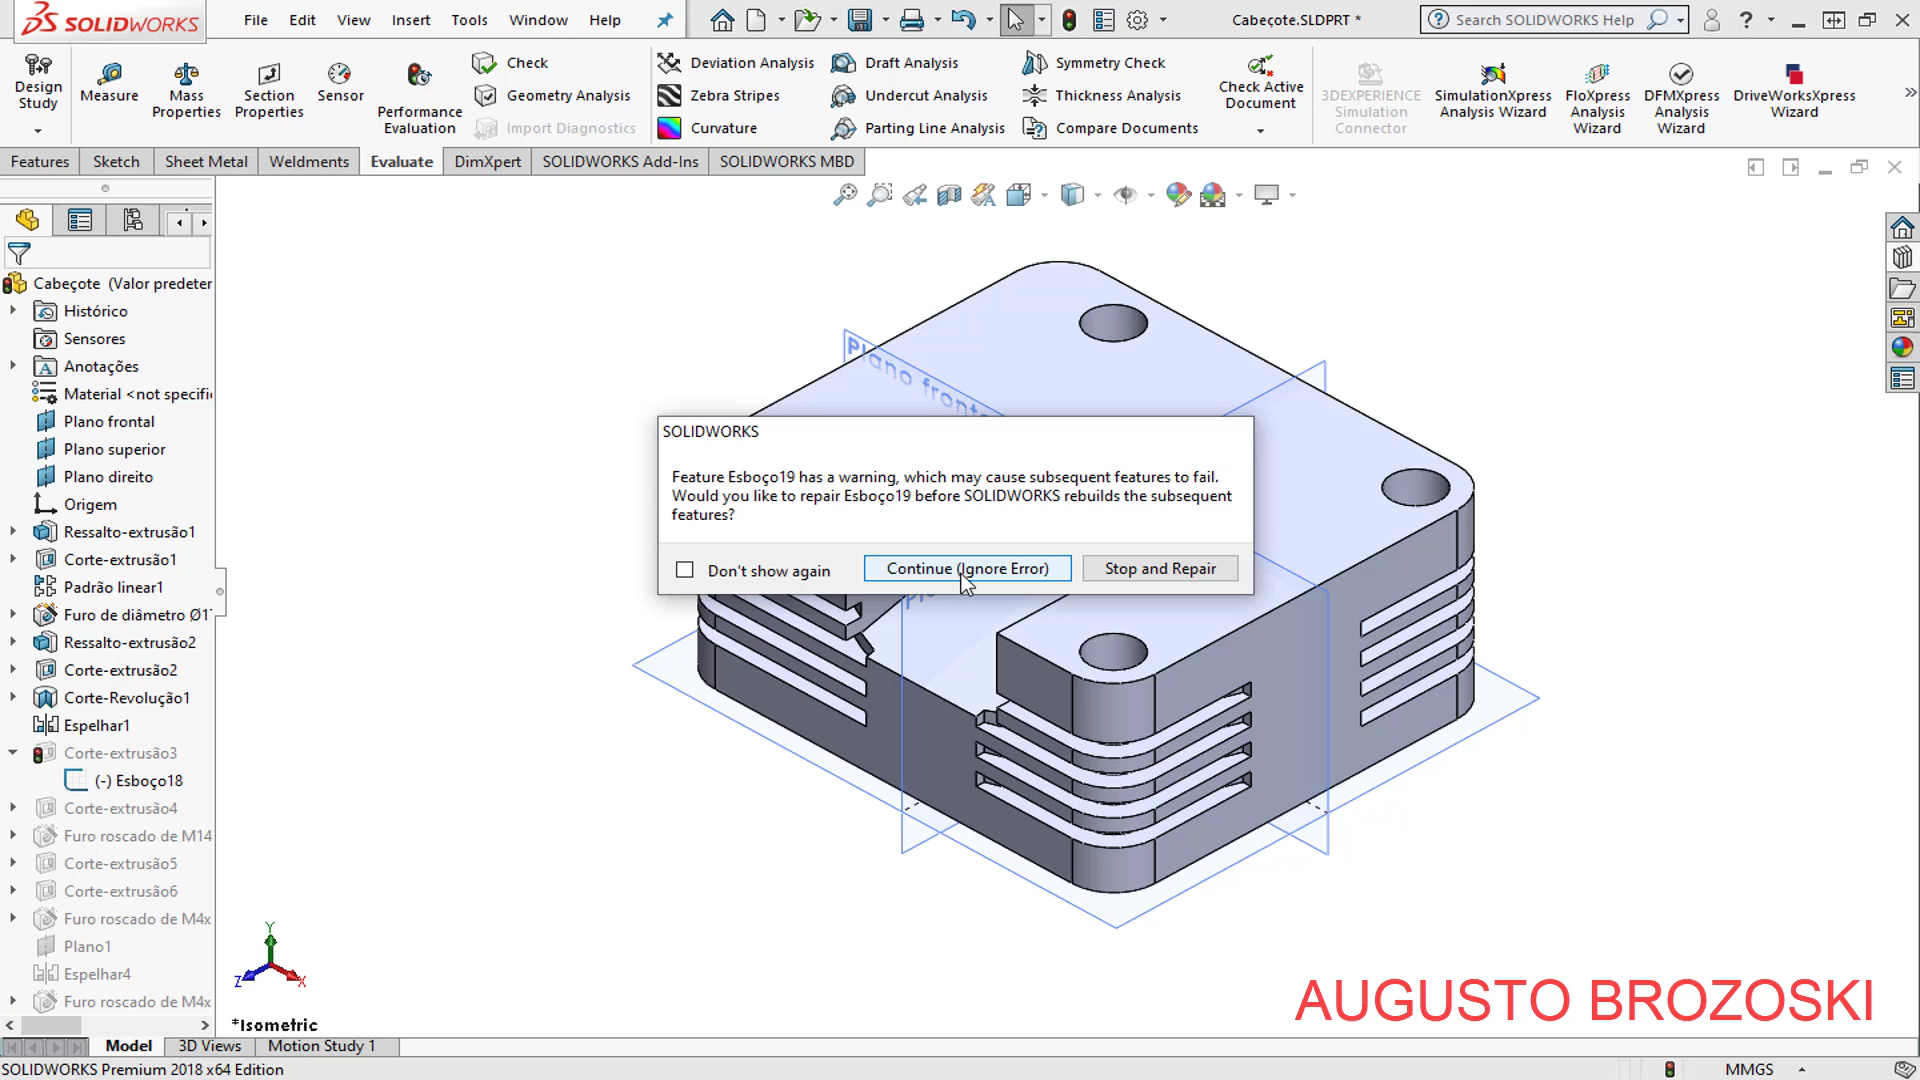 SOLIDWORKS
File Edit View Insert Tools Window Help
Cabeçote.SLDPRT *
Search SOLIDWORKS Help
Design Study
Measure
Mass Properties
Section Properties
Sensor
Performance Evaluation
Check
Geometry Analysis
Import Diagnostics
Deviation Analysis
Zebra Stripes
Curvature
Draft Analysis
Undercut Analysis
Parting Line Analysis
Symmetry Check
Thickness Analysis
Compare Documents
Check Active Document
3DEXPERIENCE Simulation Connector
SimulationXpress Analysis Wizard
FloXpress Analysis Wizard
DFMXpress Analysis Wizard
DriveWorksXpress Wizard
Features Sketch Sheet Metal Weldments Evaluate DimXpert SOLIDWORKS Add-Ins SOLIDWORKS MBD
Cabeçote (Valor predeter
Histórico
Sensores
Anotações
Material <not specifi
Plano frontal
Plano superior
Plano direito
Origem
Ressalto-extrusão1
Corte-extrusão1
Padrão linear1
Furo de diâmetro Ø1
Ressalto-extrusão2
Corte-extrusão2
Corte-Revolução1
Espelhar1
Corte-extrusão3
(-) Esboço18
Corte-extrusão4
Furo roscado de M14
Corte-extrusão5
Corte-extrusão6
Furo roscado de M4x
Plano1
Espelhar4
Furo roscado de M4x
Plano fronta
SOLIDWORKS
Feature Esboço19 has a warning, which may cause subsequent features to fail.
Would you like to repair Esboço19 before SOLIDWORKS rebuilds the subsequent
features?
Don't show again
Continue (Ignore Error)
Stop and Repair
Y
Z
X
*Isometric
AUGUSTO BROZOSKI
Model 3D Views Motion Study 1
SOLIDWORKS Premium 2018 x64 Edition
MMGS